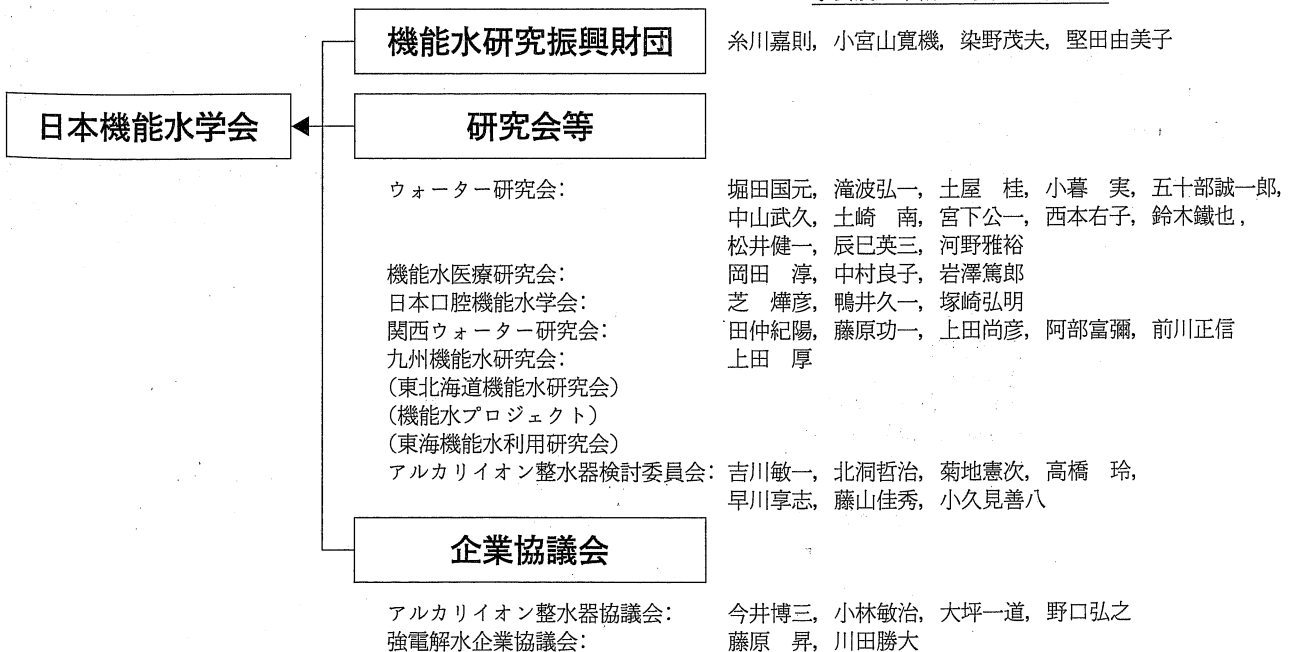 機能水研究振興財団 糸川嘉則, 小宮山寛機, 染野茂夫, 堅田由美子
日本機能水学会
研究会等
ウォーター研究会: 堀田国元, 滝波弘一, 土屋 桂, 小暮 実, 五十部誠一郎,
中山武久, 土崎 南, 宮下公一, 西本右子, 鈴木鐵也,
松井健一, 辰巳英三, 河野雅裕
機能水医療研究会: 岡田 淳, 中村良子, 岩澤篤郎
日本口腔機能水学会: 芝 燁彦, 鴨井久一, 塚崎弘明
関西ウォーター研究会: 田仲紀陽, 藤原功一, 上田尚彦, 阿部富彌, 前川正信
九州機能水研究会: 上田 厚
(東北海道機能水研究会)
(機能水プロジェクト)
(東海機能水利用研究会)
アルカリイオン整水器検討委員会: 吉川敏一, 北洞哲治, 菊地憲次, 高橋 玲,
早川享志, 藤山佳秀, 小久見善八
企業協議会
アルカリイオン整水器協議会: 今井博三, 小林敏治, 大坪一道, 野口弘之
強電解水企業協議会: 藤原 昇, 川田勝大